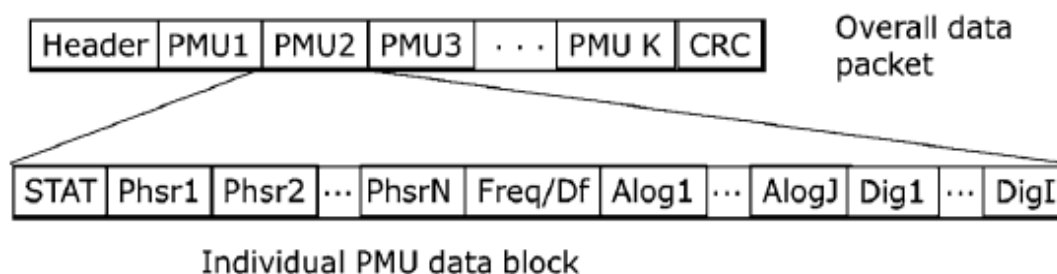 Header PMU1 PMU2 PMU3 · · · PMU K CRC
Overall data
packet
STAT Phsr1 Phsr2 ··· PhsrN Freq/Df Alog1 ··· AlogJ Dig1 ··· DigI
Individual PMU data block